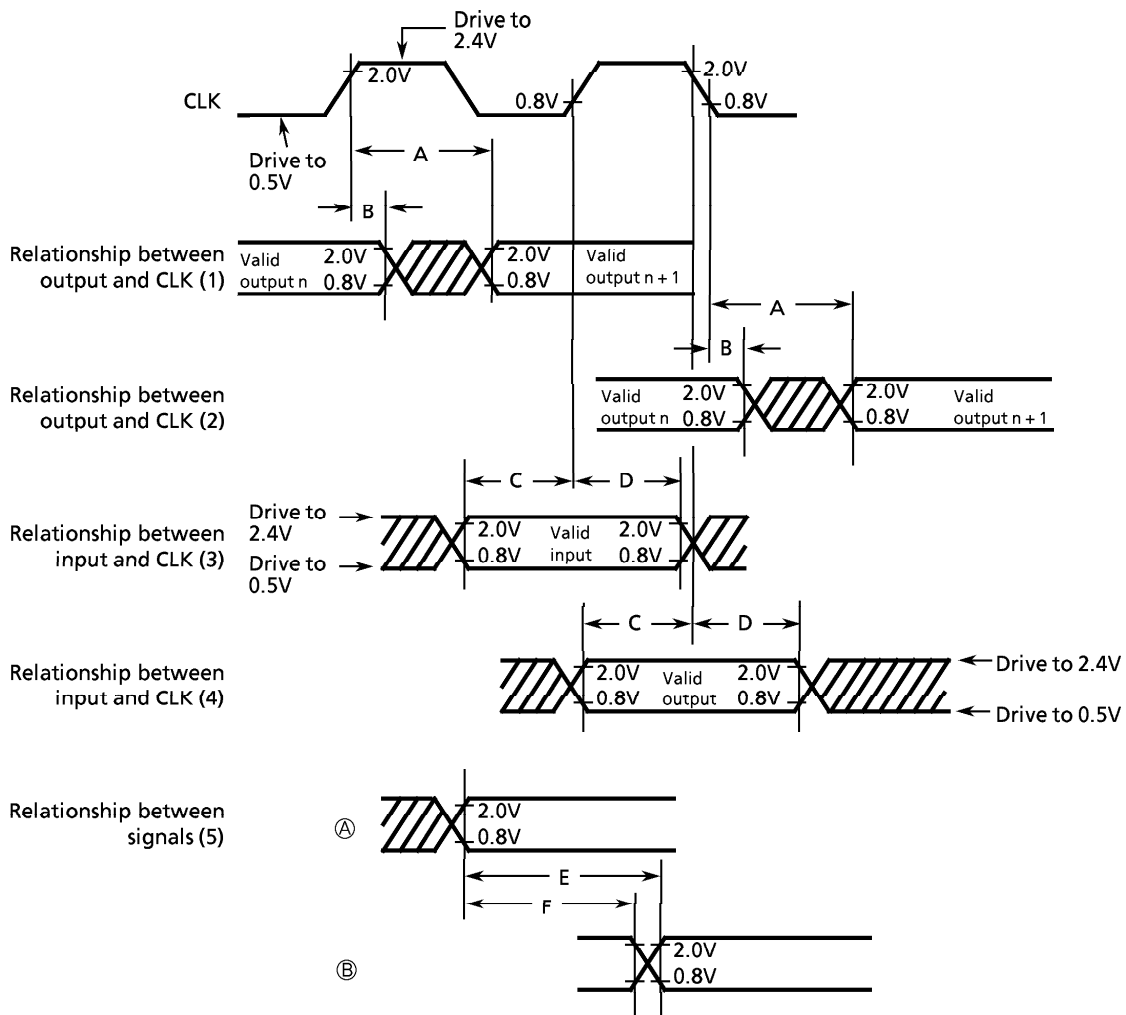 Drive to
2.4V
2.0V
2.0V
CLK
0.8V
0.8V
Drive to
0.5V
A
B
Relationship between
output and CLK (1)
Valid
output n
2.0V
0.8V
2.0V
0.8V
Valid
output n + 1
A
B
Relationship between
output and CLK (2)
Valid
output n
2.0V
0.8V
2.0V
0.8V
Valid
output n + 1
C
D
Relationship between
input and CLK (3)
Drive to
2.4V
Drive to
0.5V
2.0V
0.8V
Valid
input
2.0V
0.8V
C
D
Relationship between
input and CLK (4)
2.0V
0.8V
Valid
output
2.0V
0.8V
Drive to 2.4V
Drive to 0.5V
Relationship between
signals (5)
Ⓐ
2.0V
0.8V
E
F
Ⓑ
2.0V
0.8V